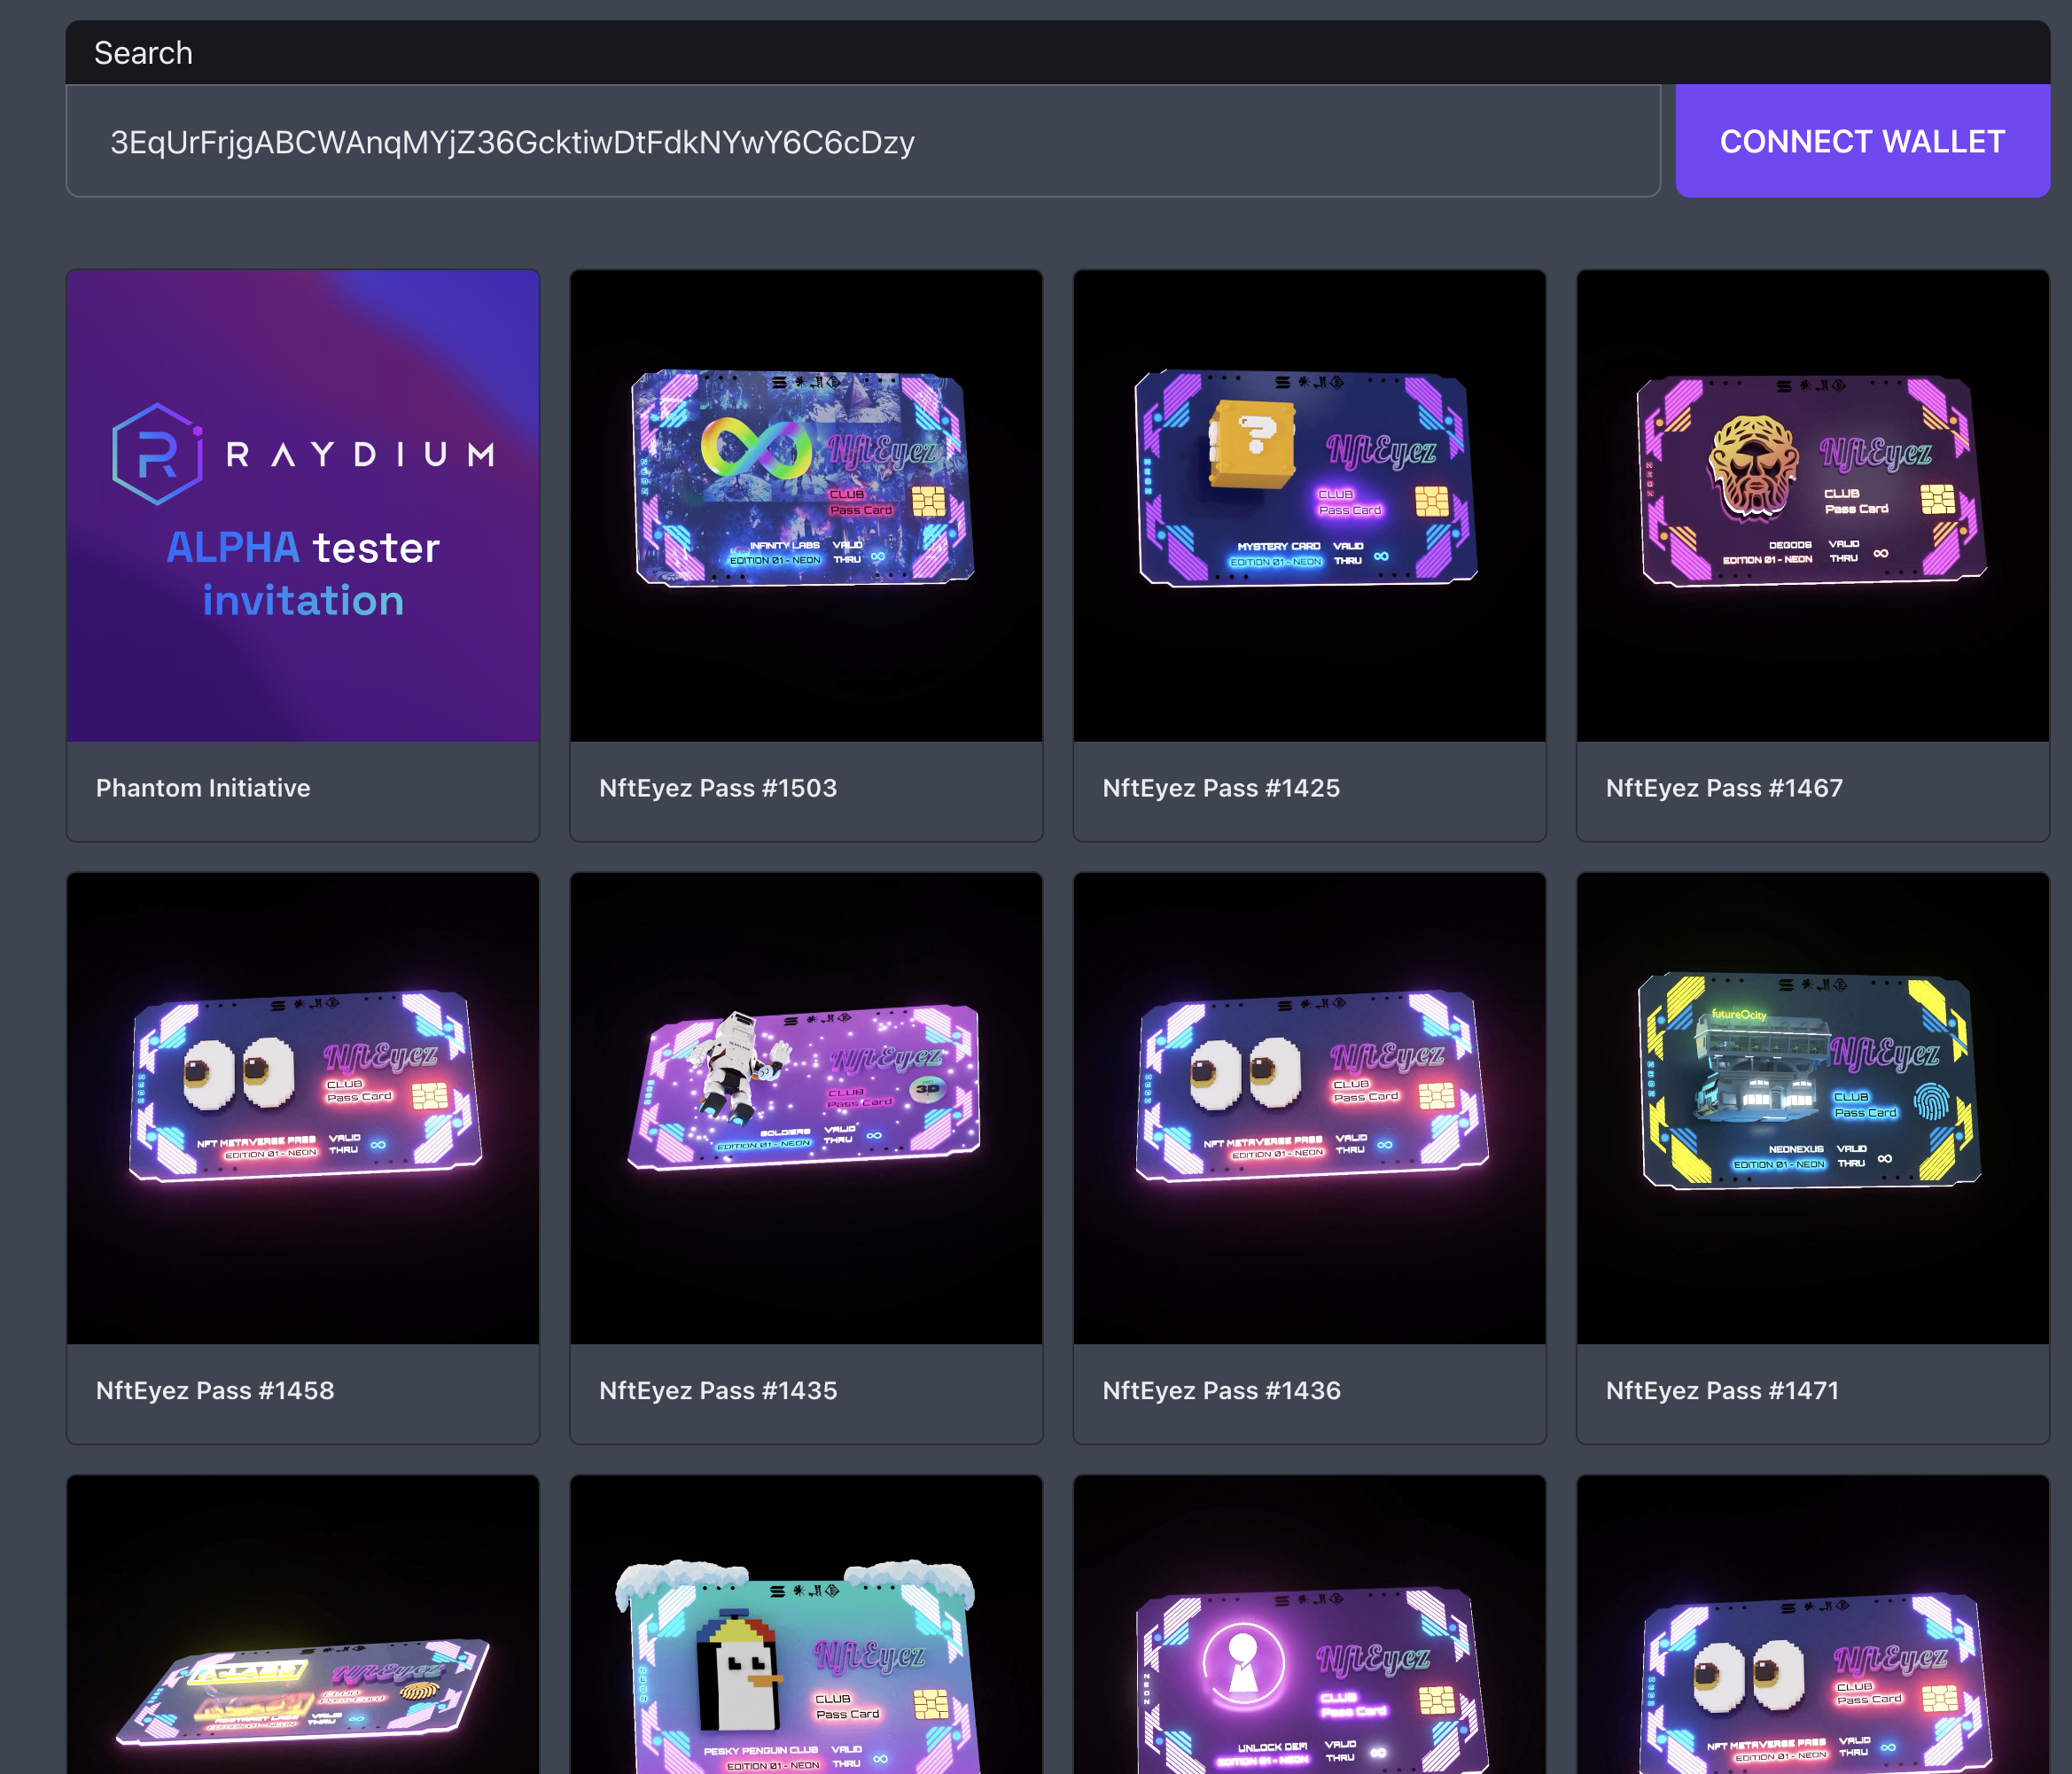 Search
3EqUrFrjgABCWAnqMYjZ36GcktiwDtFdkNYwY6C6cDzy
CONNECT WALLET
RAYDIUM
ALPHA tester
invitation
Phantom Initiative
NftEyez
CLUB
Pass Card
INFINITY LABS
EDITION 01 - NEON
VALID
THRU
NftEyez Pass #1503
?
NftEyez
CLUB
Pass Card
MYSTERY CARD
EDITION 01 - NEON
VALID
THRU
NftEyez Pass #1425
NEON
NftEyez
CLUB
Pass Card
DEGODS
EDITION 01 - NEON
VALID
THRU
NftEyez Pass #1467
NftEyez
CLUB
Pass Card
NFT METAVERSE PASS
EDITION 01 - NEON
VALID
THRU
NftEyez Pass #1458
NftEyez
CLUB
Pass Card
3D
SOLDIERS
EDITION 01 - NEON
VALID
THRU
NftEyez Pass #1435
NftEyez
CLUB
Pass Card
NFT METAVERSE PASS
EDITION 01 - NEON
VALID
THRU
NftEyez Pass #1436
futureOcity
NftEyez
CLUB
Pass Card
NEONEXUS
EDITION 01 - NEON
VALID
THRU
NftEyez Pass #1471
NftEyez
VALID
THRU
NftEyez
CLUB
Pass Card
PESKY PENGUIN CLUB
EDITION 01 - NEON
VALID
THRU
NEON
NftEyez
CLUB
Pass Card
UNLOCK DEFI
EDITION 01 - NEON
VALID
THRU
NftEyez
CLUB
Pass Card
NFT METAVERSE PASS
EDITION 01 - NEON
VALID
THRU